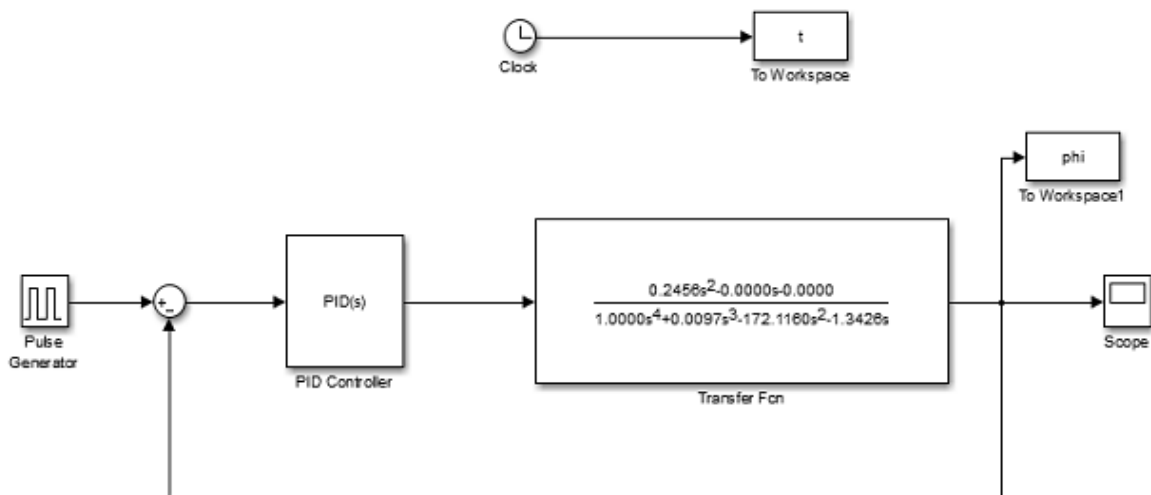 t
Clock
To Workspace
phi
To Workspace1
PID(s)
0.2456s²-0.0000s-0.0000
1.0000s⁴+0.0097s³-172.1160s²-1.3426s
+
-
Pulse
Generator
PID Controller
Transfer Fcn
Scope